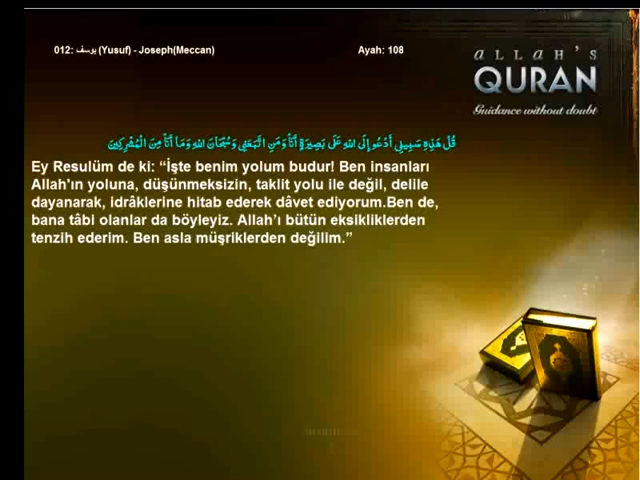 012: يوسف (Yusuf) - Joseph(Meccan) Ayah: 108
ALLAH'S
QURAN
Guidance without doubt
قُلْ هَٰذِهِ سَبِيلِي أَدْعُو إِلَى اللَّهِ عَلَىٰ بَصِيرَةٍ أَنَا وَمَنِ اتَّبَعَنِي وَسُبْحَانَ اللَّهِ وَمَا أَنَا مِنَ الْمُشْرِكِينَ
Ey Resulüm de ki: “İşte benim yolum budur! Ben insanları
Allah'ın yoluna, düşünmeksizin, taklit yolu ile değil, delile
dayanarak, idrâklerine hitab ederek dâvet ediyorum.Ben de,
bana tâbi olanlar da böyleyiz. Allah’ı bütün eksikliklerden
tenzih ederim. Ben asla müşriklerden değilim.”